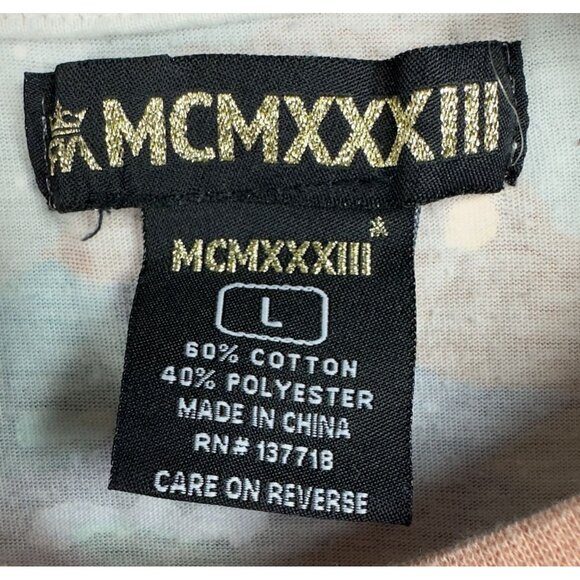 MCMXXXIII
MCMXXXIII
L
60% COTTON
40% POLYESTER
MADE IN CHINA
RN# 137718
CARE ON REVERSE